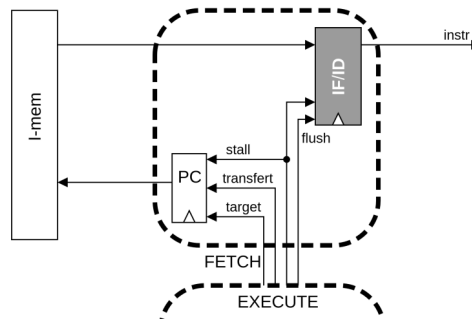 instr
I-mem
IF/ID
flush
stall
PC
transfert
target
FETCH
EXECUTE